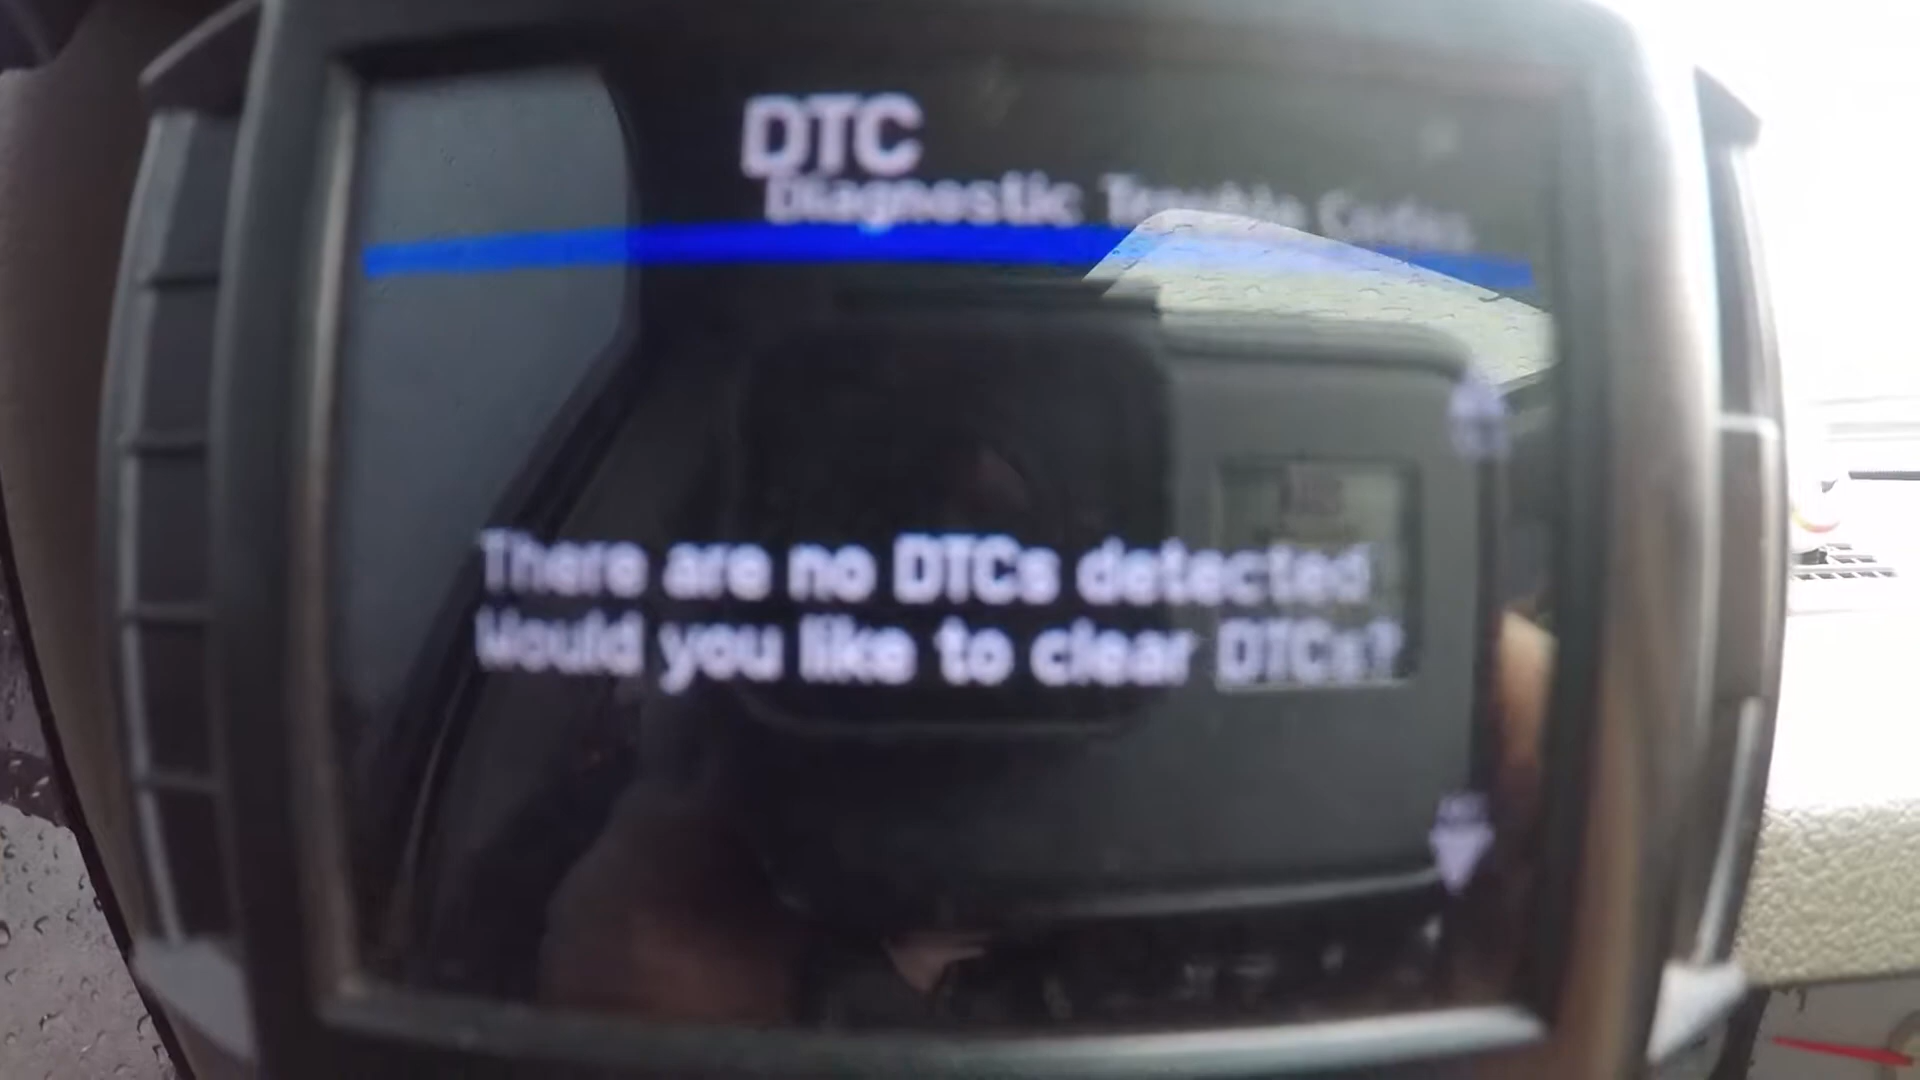 DTC
Diagnostic Trouble Codes
There are no DTCs detected
Would you like to clear DTCs?